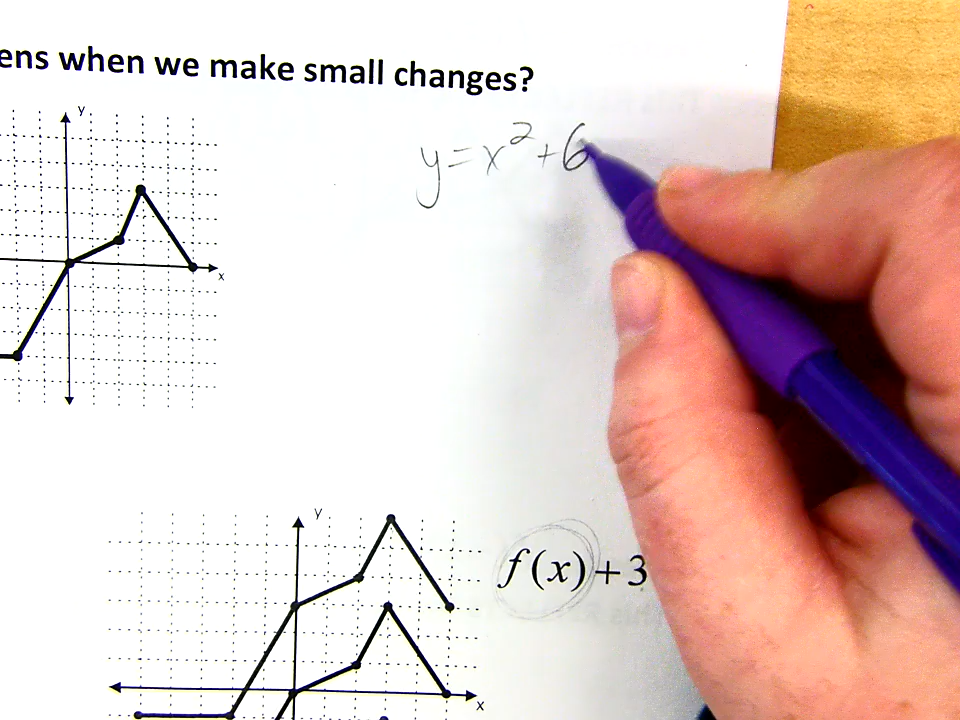 ens when we make small changes?
y
y=x²+6
x
y
f(x)+3
x